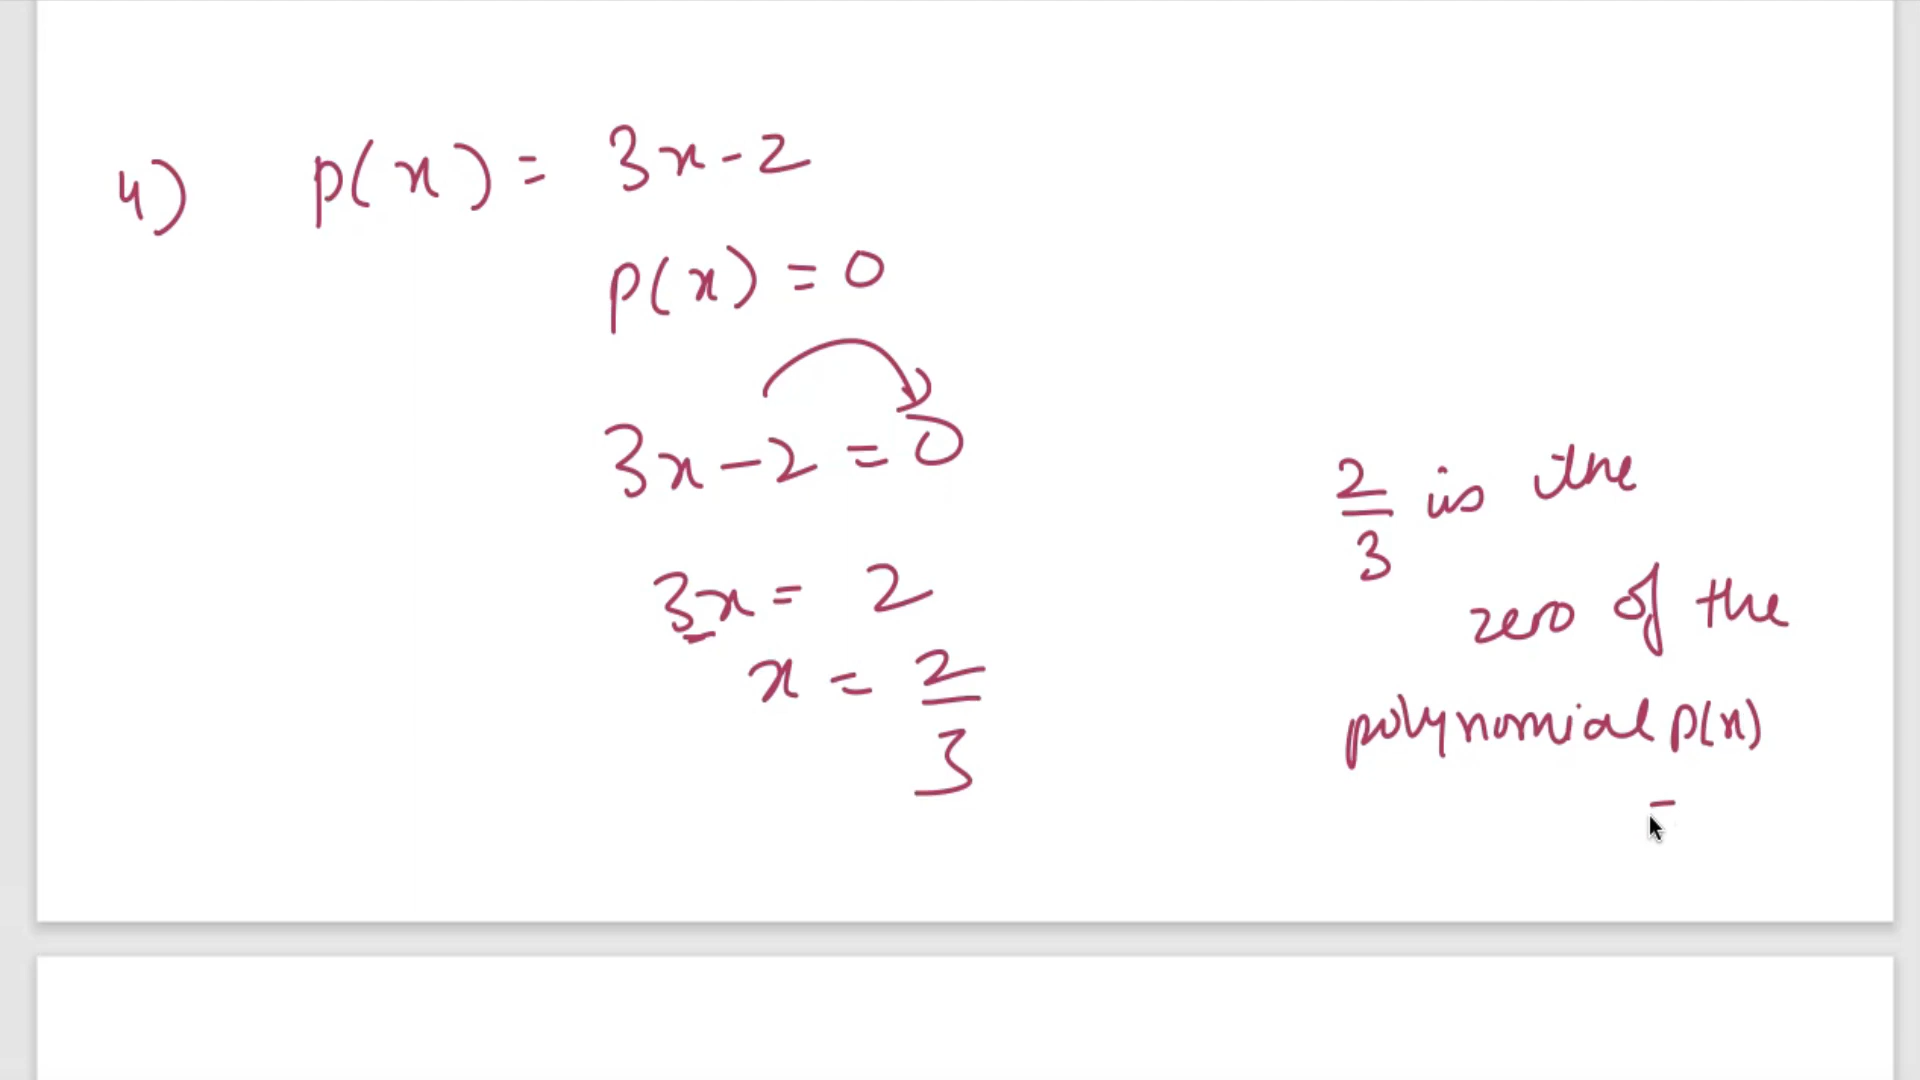 4) p(x) = 3x-2
p(x) = 0
3x-2 = 0
3x = 2
x = 2/3
2/3 is the
zero of the
polynomial p(x)